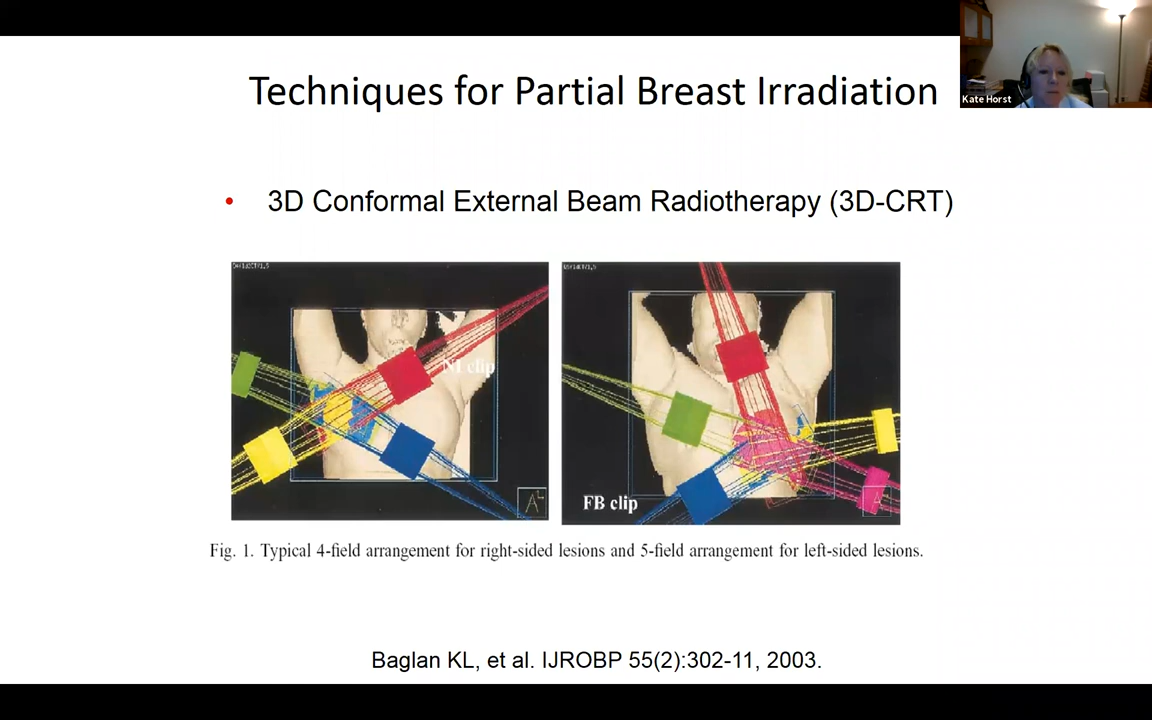 Techniques for Partial Breast Irradiation
Kate Horst
• 3D Conformal External Beam Radiotherapy (3D-CRT)
clip
FB clip
A
Fig. 1. Typical 4-field arrangement for right-sided lesions and 5-field arrangement for left-sided lesions.
Baglan KL, et al. IJROBP 55(2):302-11, 2003.